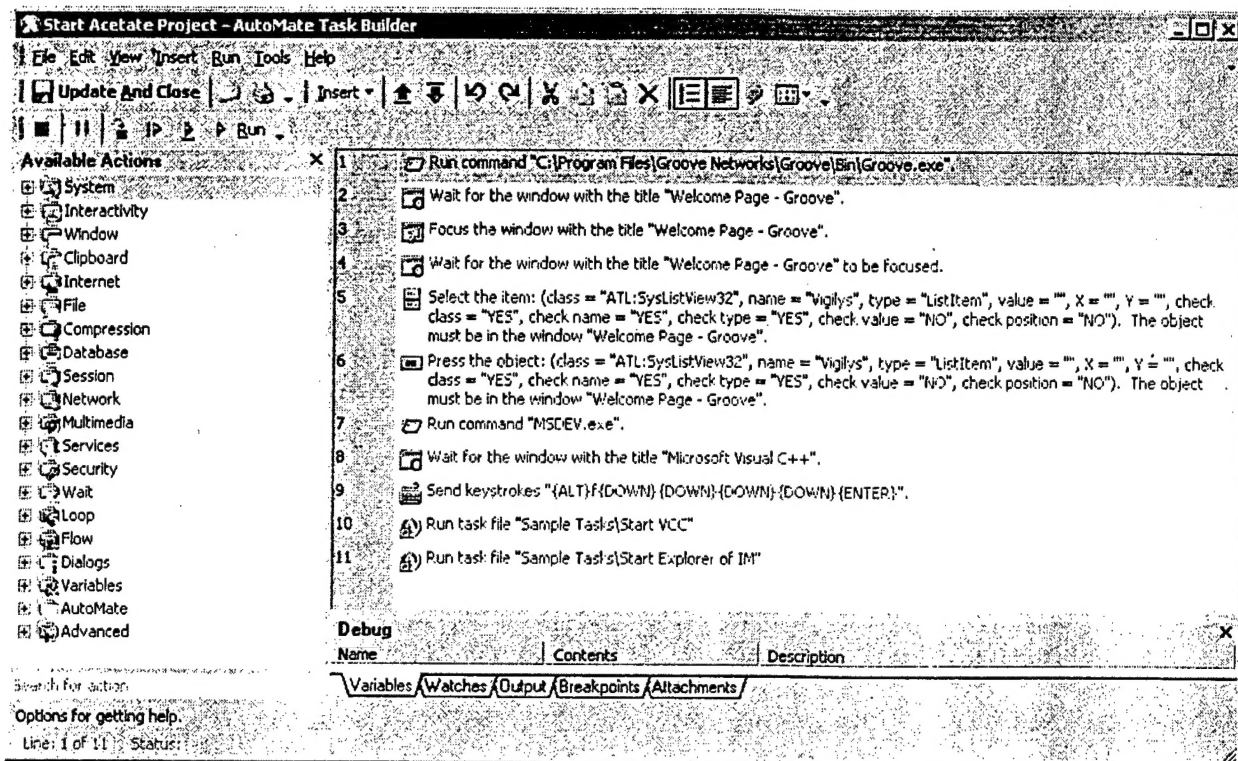 Start Acetate Project - AutoMate Task Builder
File Edit View Insert Run Tools Help
Update And Close Insert
Run
Available Actions
System
Interactivity
Window
Clipboard
Internet
File
Compression
Database
Session
Network
Multimedia
Services
Security
Wait
Loop
Flow
Dialogs
Variables
AutoMate
Advanced
Search for action
Options for getting help.
Line: 1 of 11 Status:
1 Run command "C:\Program Files\Groove Networks\Groove\Bin\Groove.exe".
2 Wait for the window with the title "Welcome Page - Groove".
3 Focus the window with the title "Welcome Page - Groove".
4 Wait for the window with the title "Welcome Page - Groove" to be focused.
5 Select the item: (class = "ATL:SysListView32", name = "Vigilys", type = "ListItem", value = "", X = "", Y = "", check
class = "YES", check name = "YES", check type = "YES", check value = "NO", check position = "NO"). The object
must be in the window "Welcome Page - Groove".
6 Press the object: (class = "ATL:SysListView32", name = "Vigilys", type = "ListItem", value = "", X = "", Y = "", check
class = "YES", check name = "YES", check type = "YES", check value = "NO", check position = "NO"). The object
must be in the window "Welcome Page - Groove".
7 Run command "MSDEV.exe".
8 Wait for the window with the title "Microsoft Visual C++".
9 Send keystrokes "{ALT}f{DOWN}{DOWN}{DOWN}{DOWN}{ENTER}".
10 Run task file "Sample Tasks\Start VCC"
11 Run task file "Sample Tasks\Start Explorer of IM"
Debug
Name Contents Description
Variables Watches Output Breakpoints Attachments